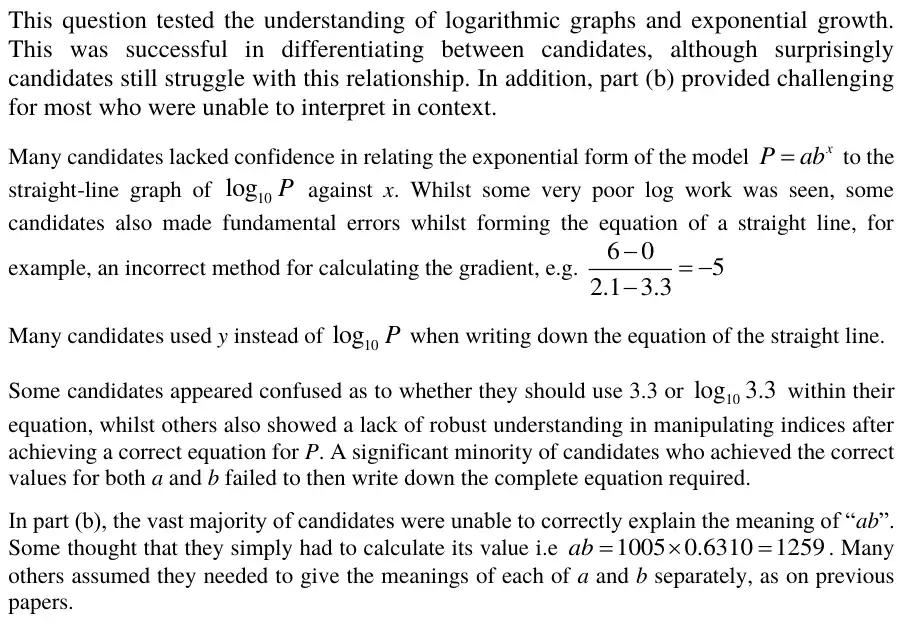 This question tested the understanding of logarithmic graphs and exponential growth.
This was successful in differentiating between candidates, although surprisingly
candidates still struggle with this relationship. In addition, part (b) provided challenging
for most who were unable to interpret in context.
Many candidates lacked confidence in relating the exponential form of the model P = abˣ to the
straight-line graph of log₁₀ P against x. Whilst some very poor log work was seen, some
candidates also made fundamental errors whilst forming the equation of a straight line, for
example, an incorrect method for calculating the gradient, e.g. (6 − 0)/(2.1 − 3.3) = −5
Many candidates used y instead of log₁₀ P when writing down the equation of the straight line.
Some candidates appeared confused as to whether they should use 3.3 or log₁₀ 3.3 within their
equation, whilst others also showed a lack of robust understanding in manipulating indices after
achieving a correct equation for P. A significant minority of candidates who achieved the correct
values for both a and b failed to then write down the complete equation required.
In part (b), the vast majority of candidates were unable to correctly explain the meaning of “ab”.
Some thought that they simply had to calculate its value i.e ab = 1005 × 0.6310 = 1259. Many
others assumed they needed to give the meanings of each of a and b separately, as on previous
papers.